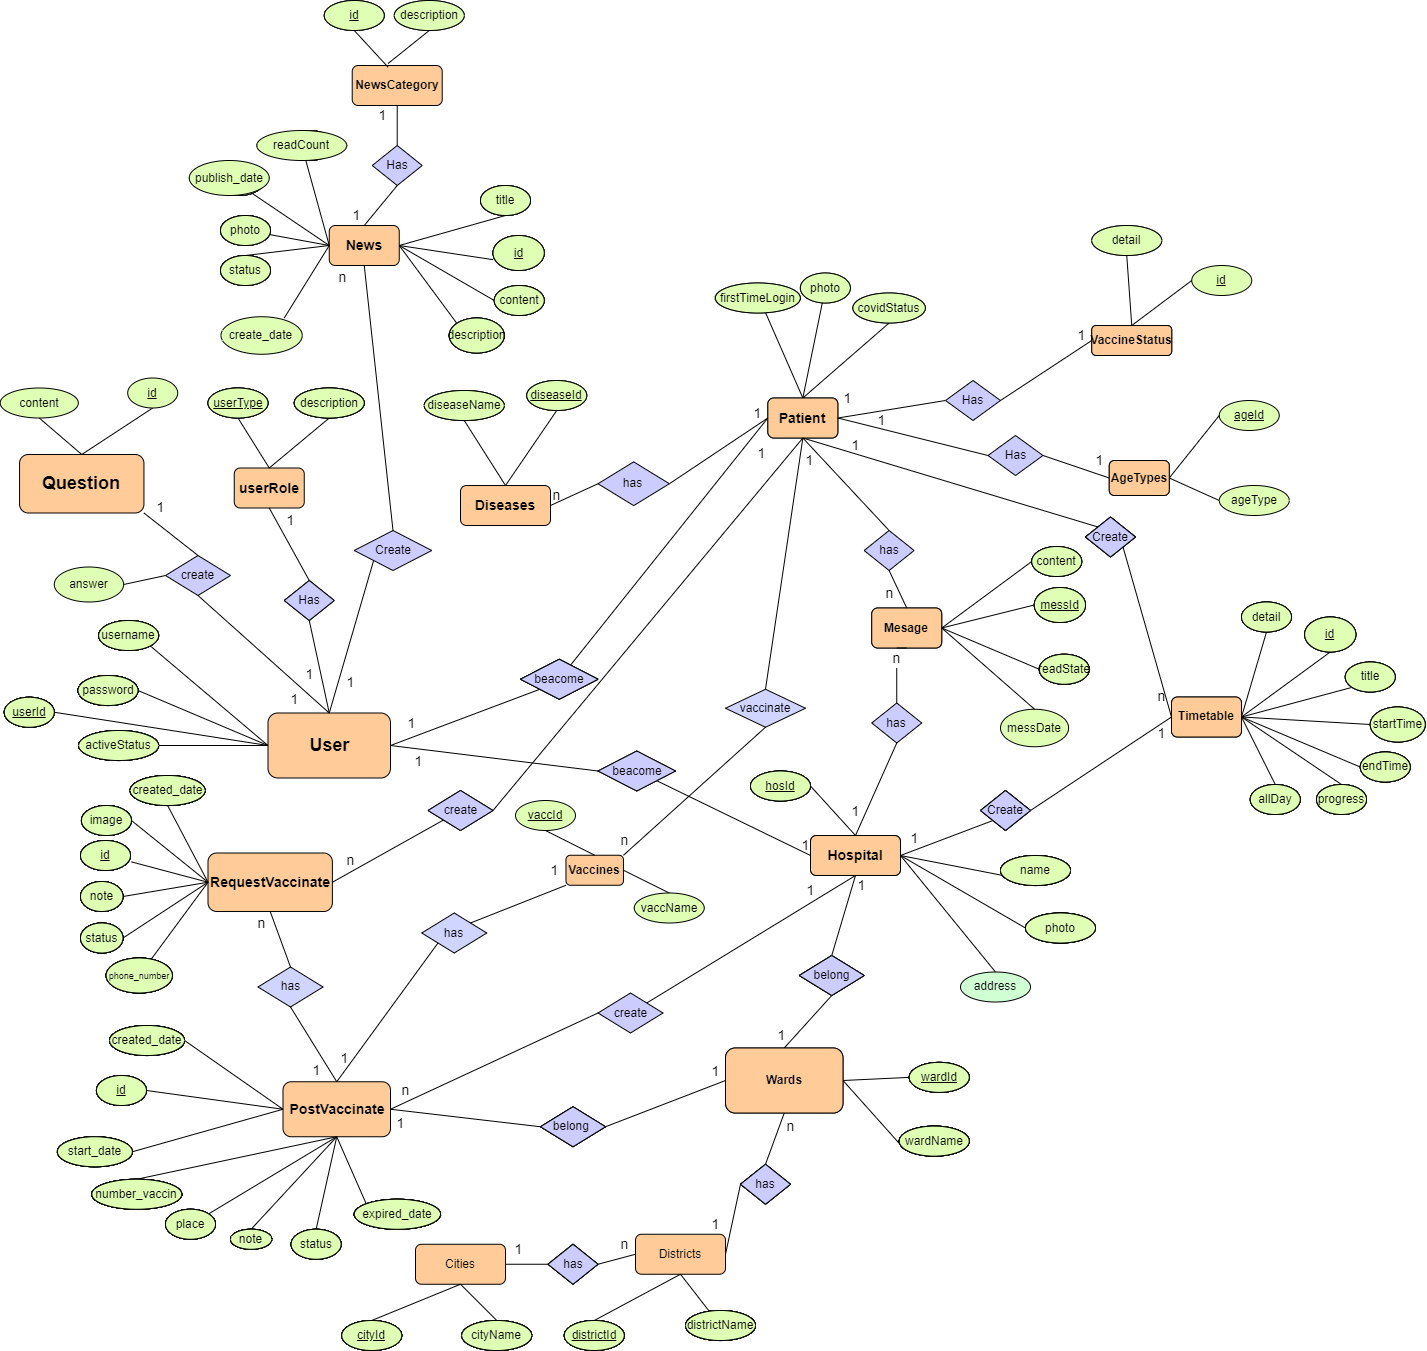 id
description
NewsCategory
1
Has
readCount
publish_date
title
1
photo
News
id
status
n
content
create_date
description
detail
id
firstTimeLogin
photo
covidStatus
VaccineStatus
1
Has
1
content
id
userType
description
diseaseName
diseaseId
1
Patient
1
ageId
1
1
1
Has
1
AgeTypes
ageType
Question
userRole
has
n
Diseases
1
1
Create
Create
has
content
create
answer
Has
n
messId
Mesage
detail
id
username
n
readState
title
1
beacome
password
1
1
n
userId
vaccinate
has
messDate
Timetable
startTime
1
User
activeStatus
1
1
endTime
beacome
created_date
hosId
allDay
progress
image
create
vaccId
1
Create
n
1
1
id
n
Hospital
RequestVaccinate
1
Vaccines
name
note
1
1
vaccName
n
photo
status
has
phone_number
belong
has
address
create
created_date
1
1
1
wardId
id
n
1
Wards
PostVaccinate
1
belong
n
wardName
start_date
number_vaccin
has
place
expired_date
note
status
1
n
1
Cities
has
Districts
cityId
cityName
districtId
districtName